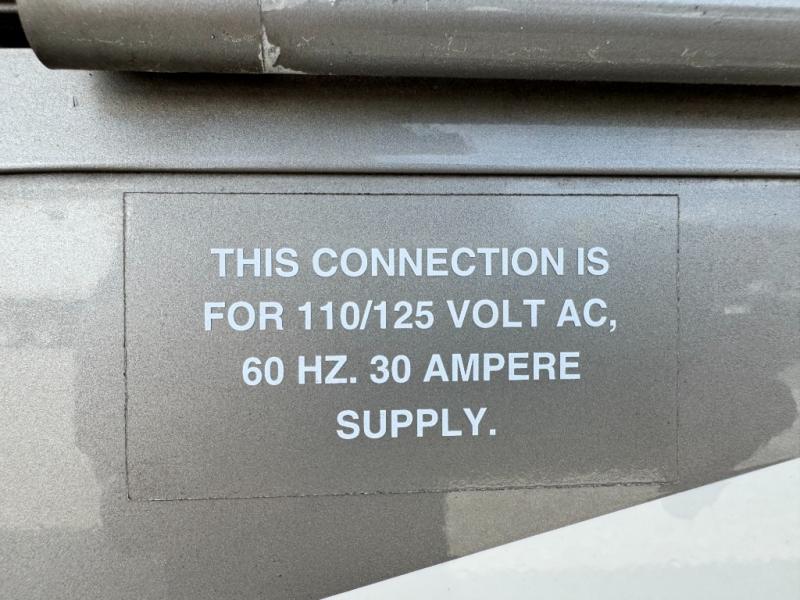 THIS CONNECTION IS
FOR 110/125 VOLT AC,
60 HZ. 30 AMPERE
SUPPLY.